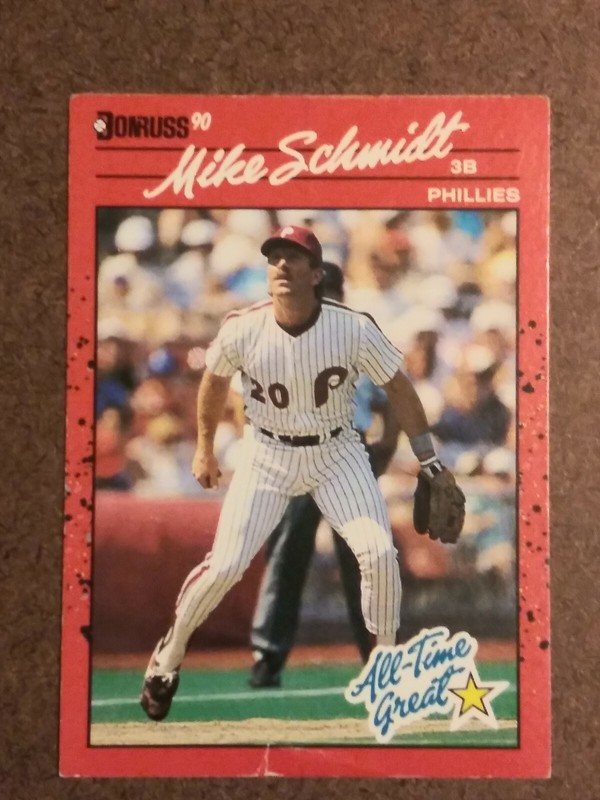 DONRUSS 90
Mike Schmidt
3B
PHILLIES
P
20 P
All-Time
Great